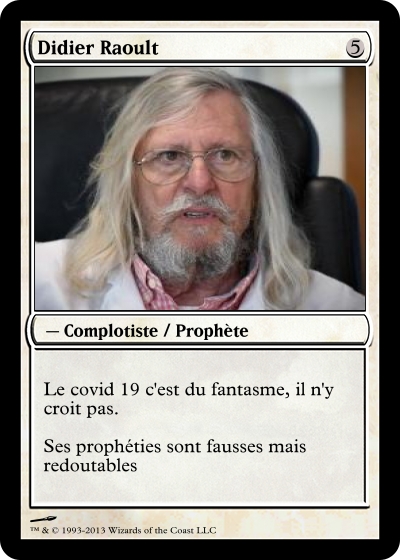 Didier Raoult 5
— Complotiste / Prophète
Le covid 19 c'est du fantasme, il n'y
croit pas.
Ses prophéties sont fausses mais
redoutables
™ & © 1993-2013 Wizards of the Coast LLC